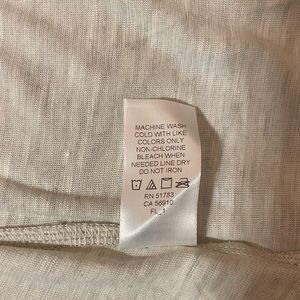 MACHINE WASH
COLD WITH LIKE
COLORS ONLY
NON-CHLORINE
BLEACH WHEN
NEEDED LINE DRY
DO NOT IRON
RN 51783
CA 56910
FL_1